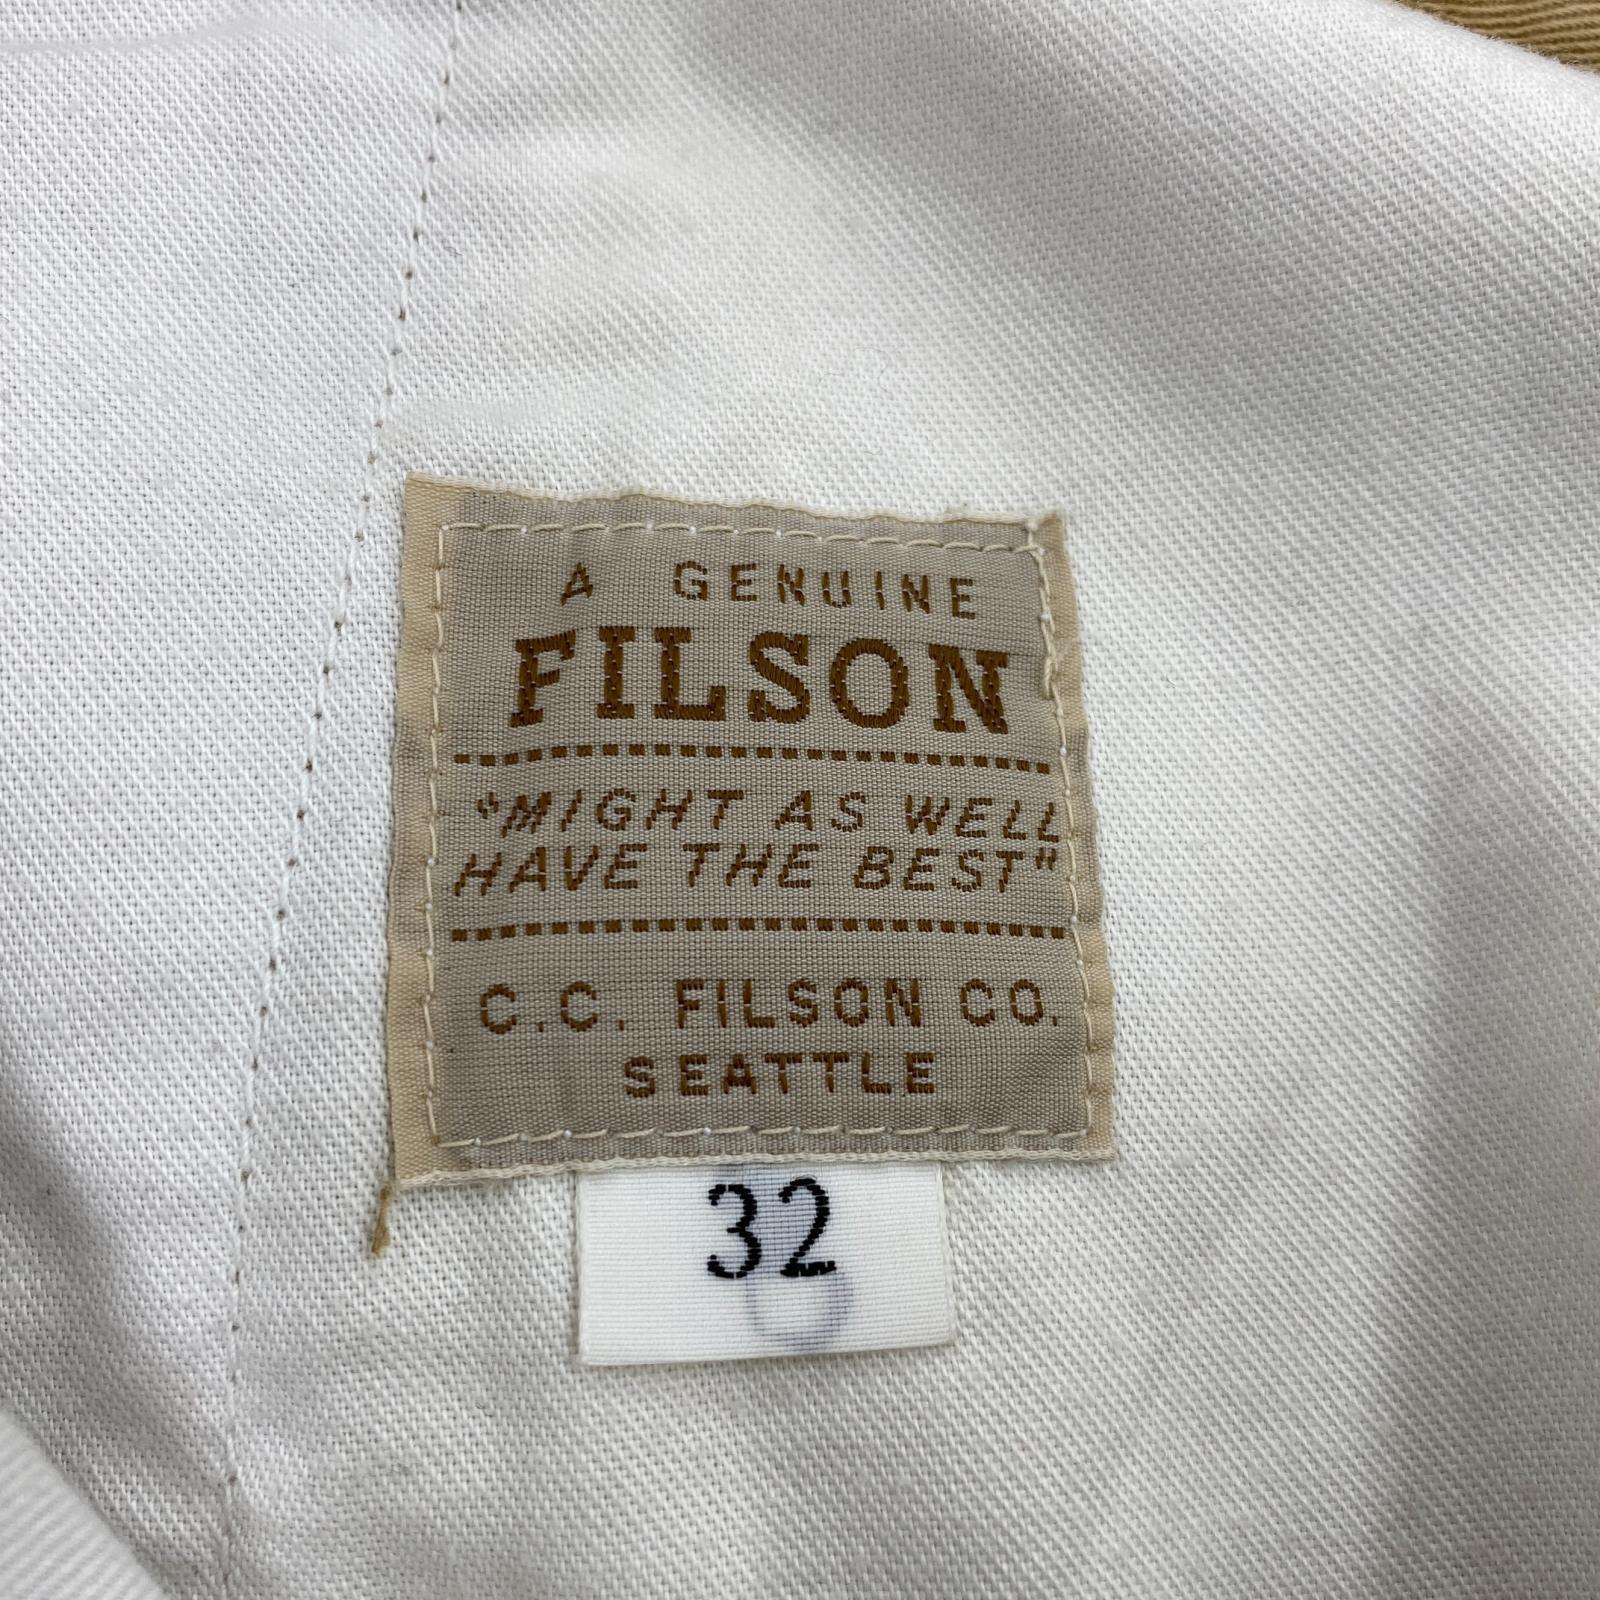 A GENUINE
FILSON
"MIGHT AS WELL
HAVE THE BEST"
C.C. FILSON CO.
SEATTLE
32